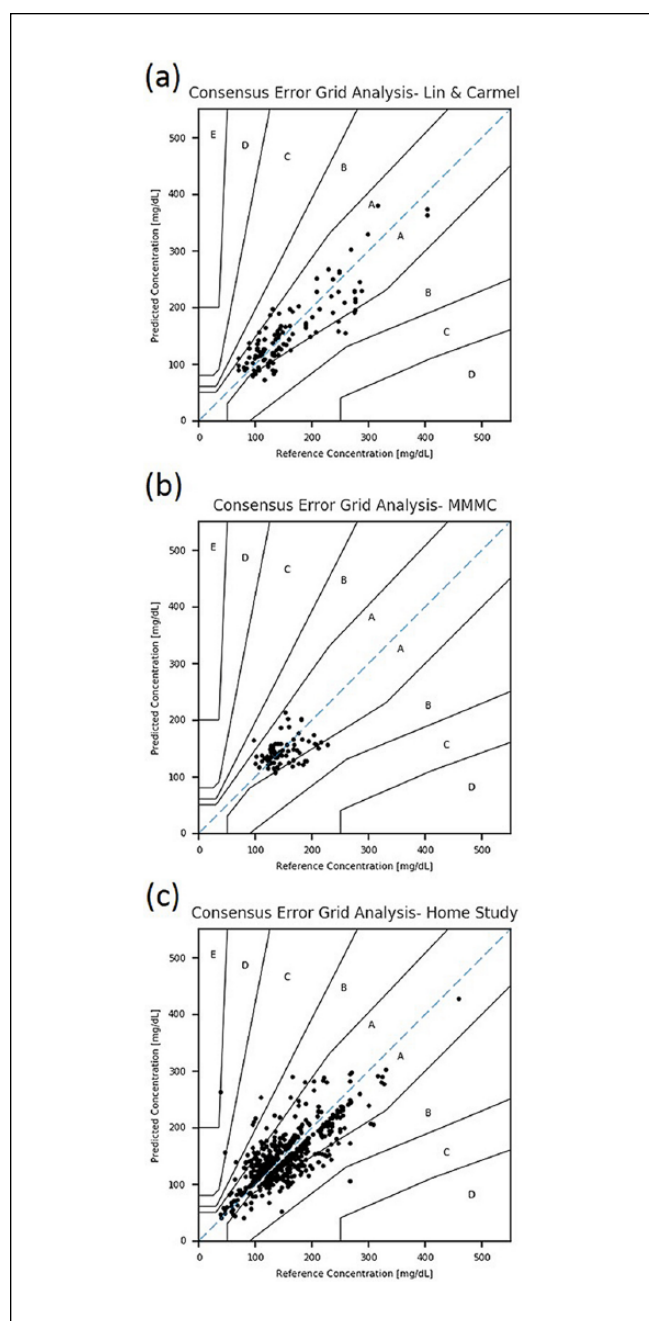 (a)
Consensus Error Grid Analysis- Lin & Carmel
Predicted Concentration [mg/dL]
500
400
300
200
100
0
E
D
C
B
A
A
B
C
D
0 100 200 300 400 500
Reference Concentration [mg/dL]
(b)
Consensus Error Grid Analysis- MMMC
Predicted Concentration [mg/dL]
500
400
300
200
100
0
E
D
C
B
A
A
B
C
D
0 100 200 300 400 500
Reference Concentration [mg/dL]
(c)
Consensus Error Grid Analysis- Home Study
Predicted Concentration [mg/dL]
500
400
300
200
100
0
E
D
C
B
A
A
B
C
D
0 100 200 300 400 500
Reference Concentration [mg/dL]